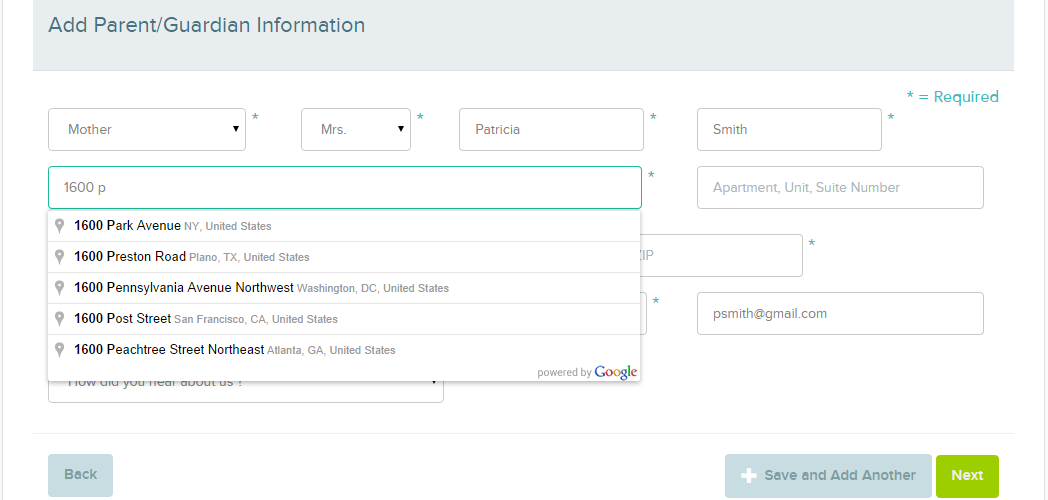 Add Parent/Guardian Information
* = Required
Mother * Mrs. * Patricia * Smith *
1600 p * Apartment, Unit, Suite Number
1600 Park Avenue NY, United States
1600 Preston Road Plano, TX, United States
ZIP *
1600 Pennsylvania Avenue Northwest Washington, DC, United States
* psmith@gmail.com
1600 Post Street San Francisco, CA, United States
1600 Peachtree Street Northeast Atlanta, GA, United States
powered by Google
How did you hear about us ?
Back Save and Add Another Next